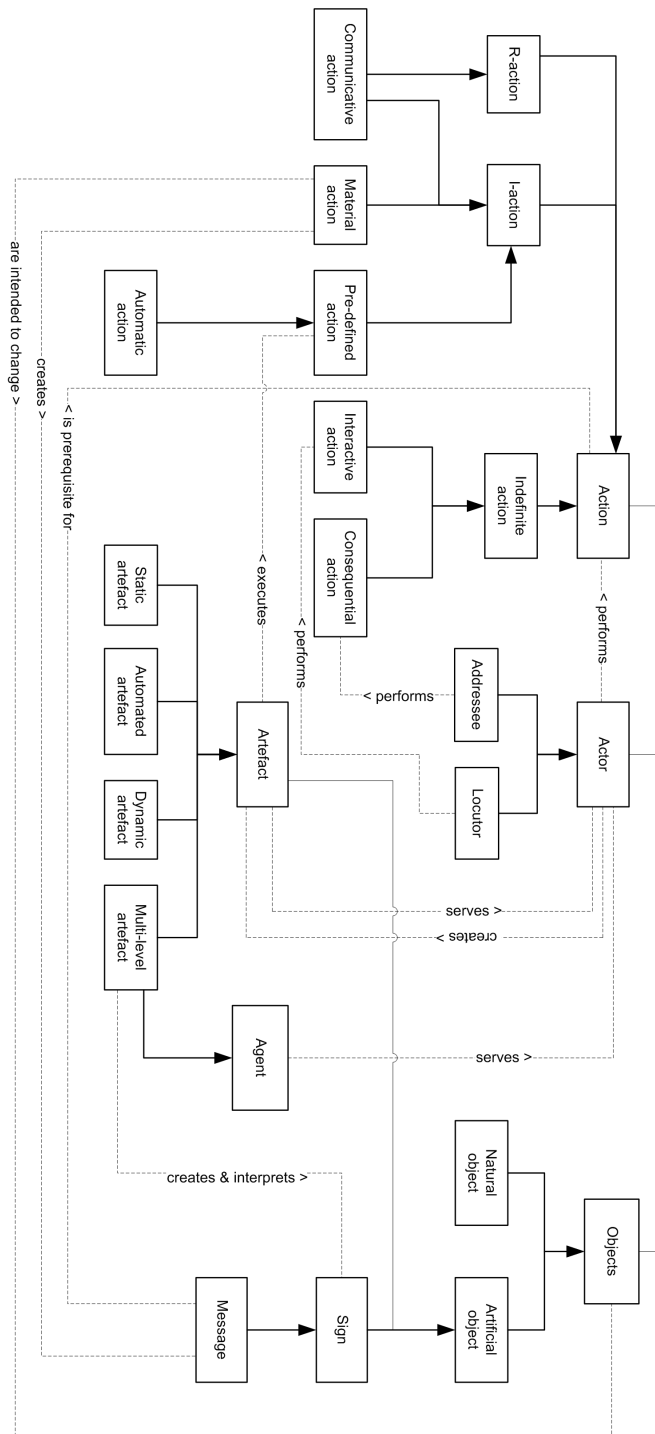 Action
Actor
Objects
< performs
R-action
I-action
Indefinite
action
Addressee
Locutor
Natural
object
Artificial
object
serves >
creates >
serves >
< performs
Communicative
action
Material
action
Pre-defined
action
Interactive
action
Consequential
action
Sign
< performs
< executes
Artefact
Agent
creates & interprets >
Message
Automatic
action
Static
artefact
Automated
artefact
Dynamic
artefact
Multi-level
artefact
< is prerequisite for
creates >
are intended to change >